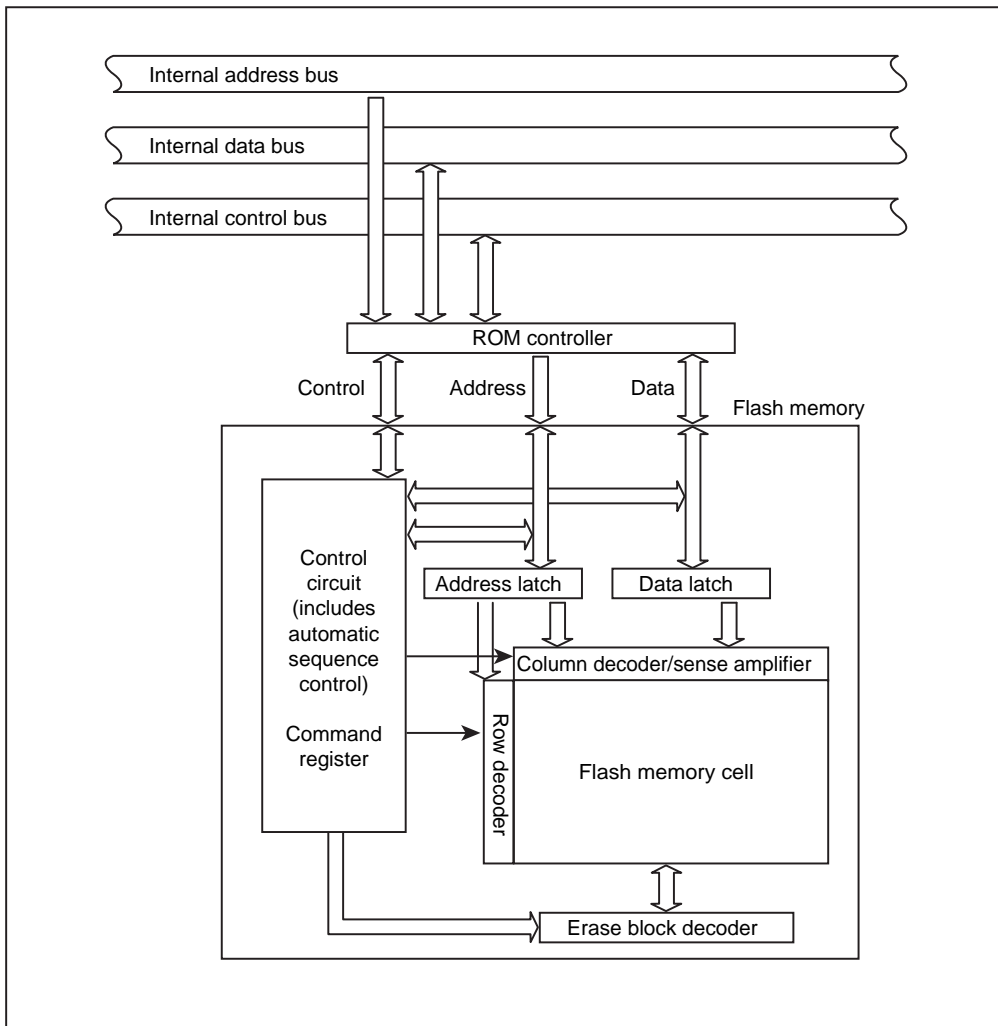 Internal address bus
Internal data bus
Internal control bus
ROM controller
Control
Address
Data
Flash memory
Control
circuit
(includes
automatic
sequence
control)
Command
register
Address latch
Data latch
Column decoder/sense amplifier
Row decoder
Flash memory cell
Erase block decoder